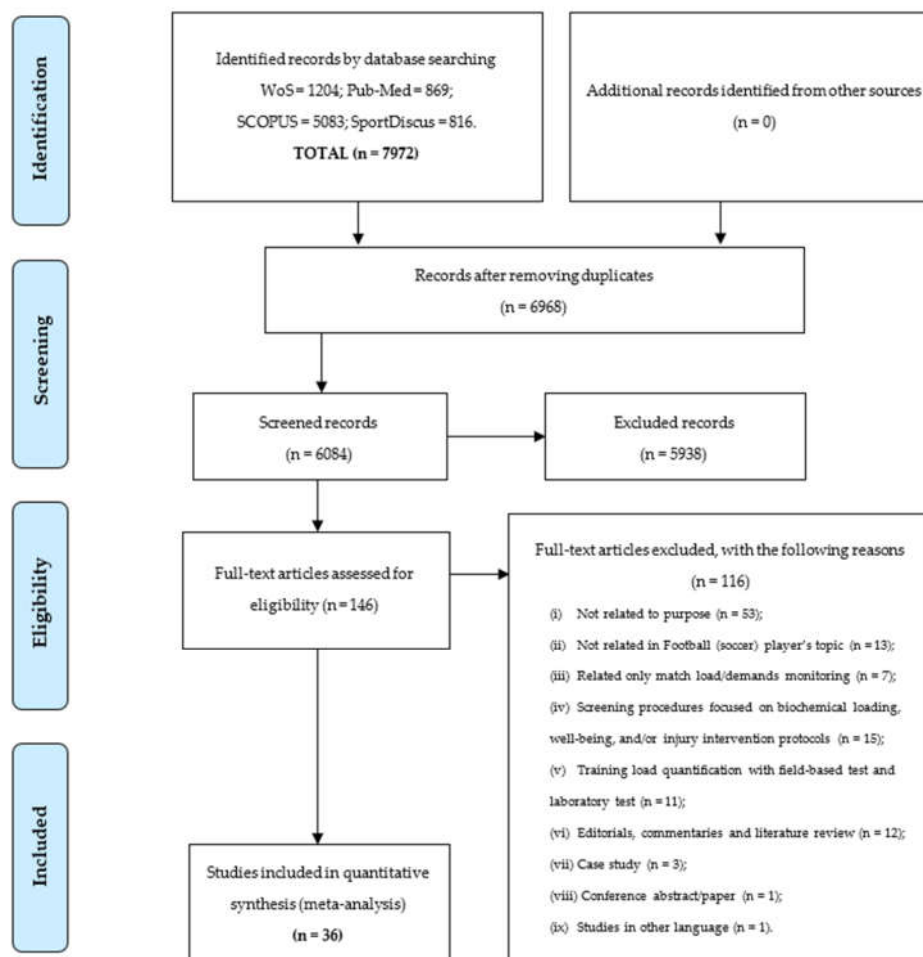 Identification
Identified records by database searching
WoS = 1204; Pub-Med = 869;
SCOPUS = 5083; SportDiscus = 816.
TOTAL (n = 7972)
Additional records identified from other sources
(n = 0)
Screening
Records after removing duplicates
(n = 6968)
Screened records
(n = 6084)
Excluded records
(n = 5938)
Eligibility
Full-text articles assessed for
eligibility (n = 146)
Full-text articles excluded, with the following reasons
(n = 116)
(i) Not related to purpose (n = 53);
(ii) Not related in Football (soccer) player's topic (n = 13);
(iii) Related only match load/demands monitoring (n = 7);
(iv) Screening procedures focused on biochemical loading,
well-being, and/or injury intervention protocols (n = 15);
(v) Training load quantification with field-based test and
laboratory test (n = 11);
(vi) Editorials, commentaries and literature review (n = 12);
(vii) Case study (n = 3);
(viii) Conference abstract/paper (n = 1);
(ix) Studies in other language (n = 1).
Included
Studies included in quantitative
synthesis (meta-analysis)
(n = 36)